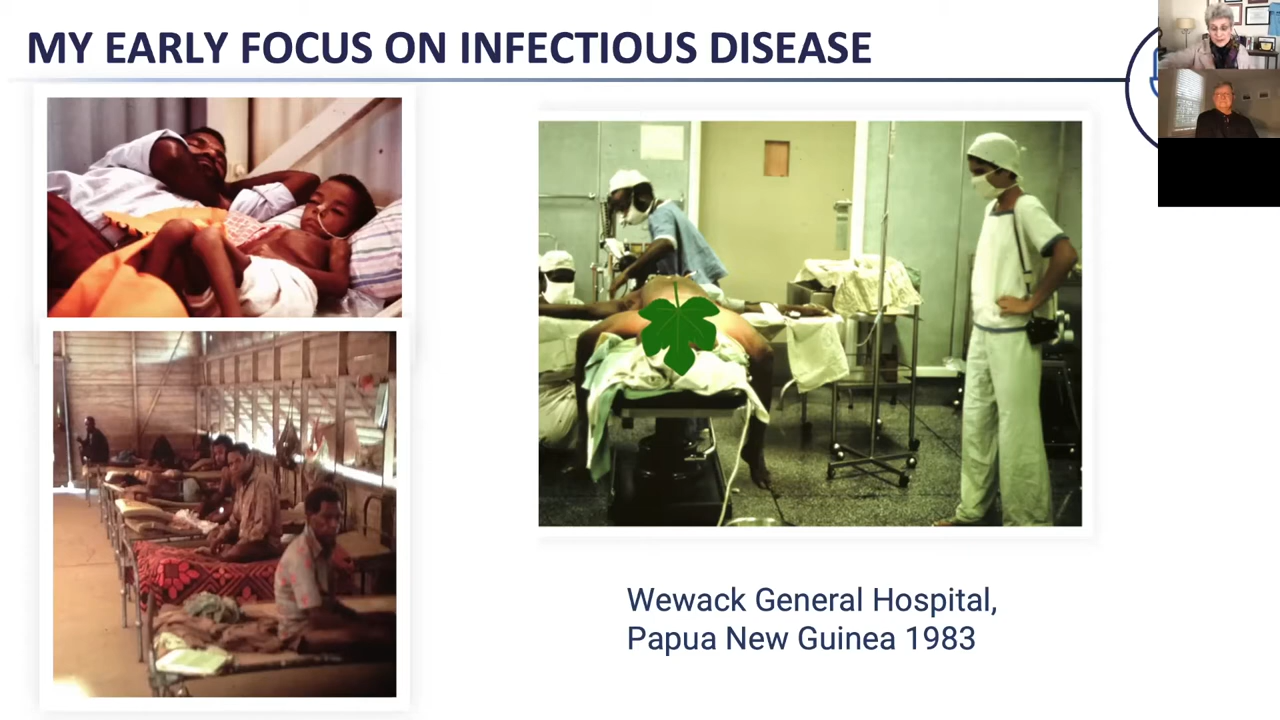 MY EARLY FOCUS ON INFECTIOUS DISEASE
Wewack General Hospital,
Papua New Guinea 1983